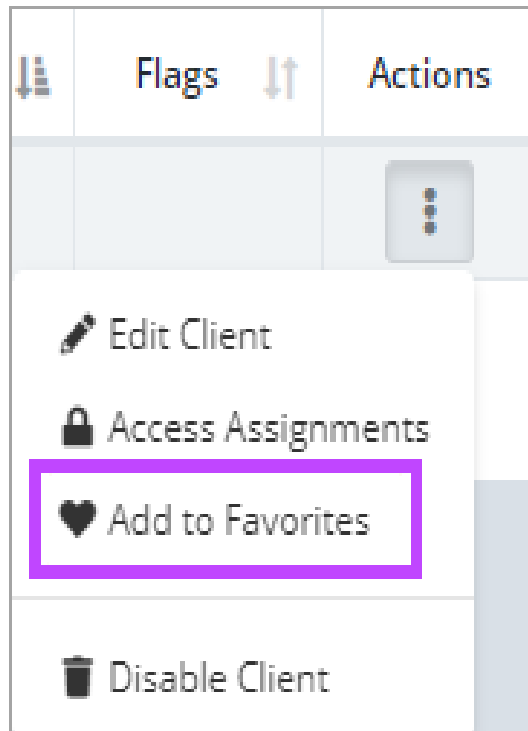 Flags Actions
Edit Client
Access Assignments
Add to Favorites
Disable Client